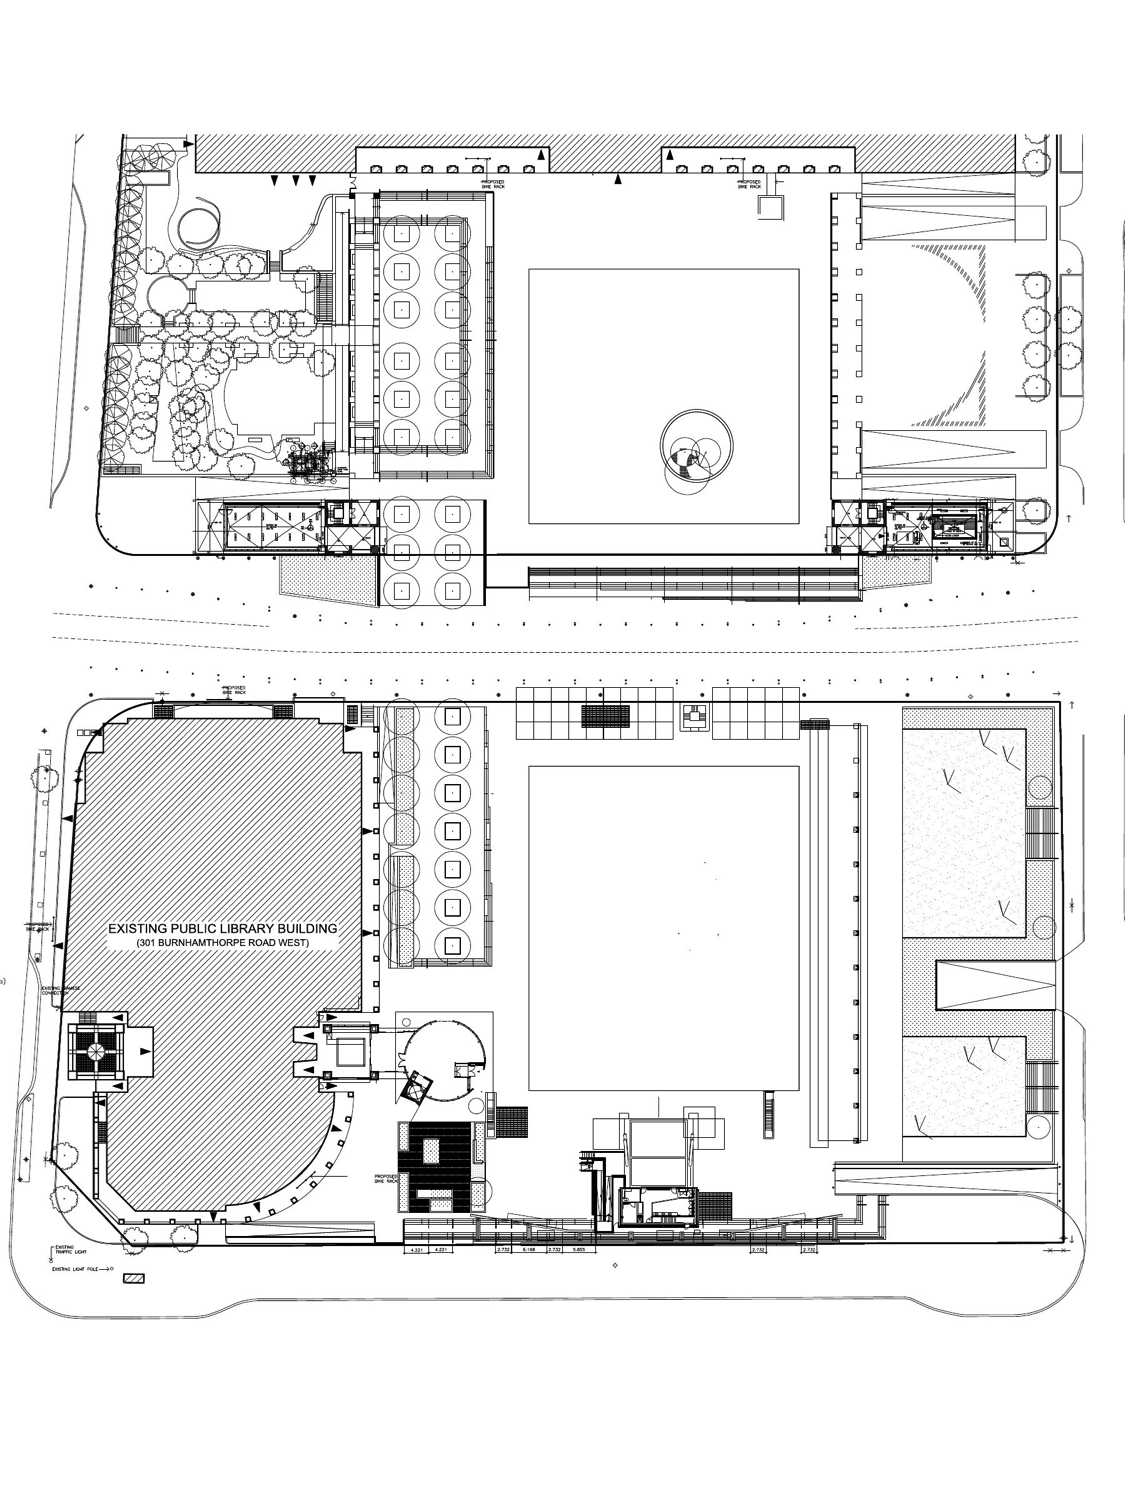 PROPOSED
BIKE RACK
PROPOSED
BIKE RACK
PROPOSED
BIKE RACK
EXISTING PUBLIC LIBRARY BUILDING
(301 BURNHAMTHORPE ROAD WEST)
PROPOSED
BIKE RACK
s)
EXISTING SIAMESE
CONNECTION
PROPOSED
BIKE RACK
EXISTING
TRAFFIC LIGHT
EXISTING LIGHT POLE
4.221 4.221 2.732 6.168 2.732 5.855 2.732 2.732